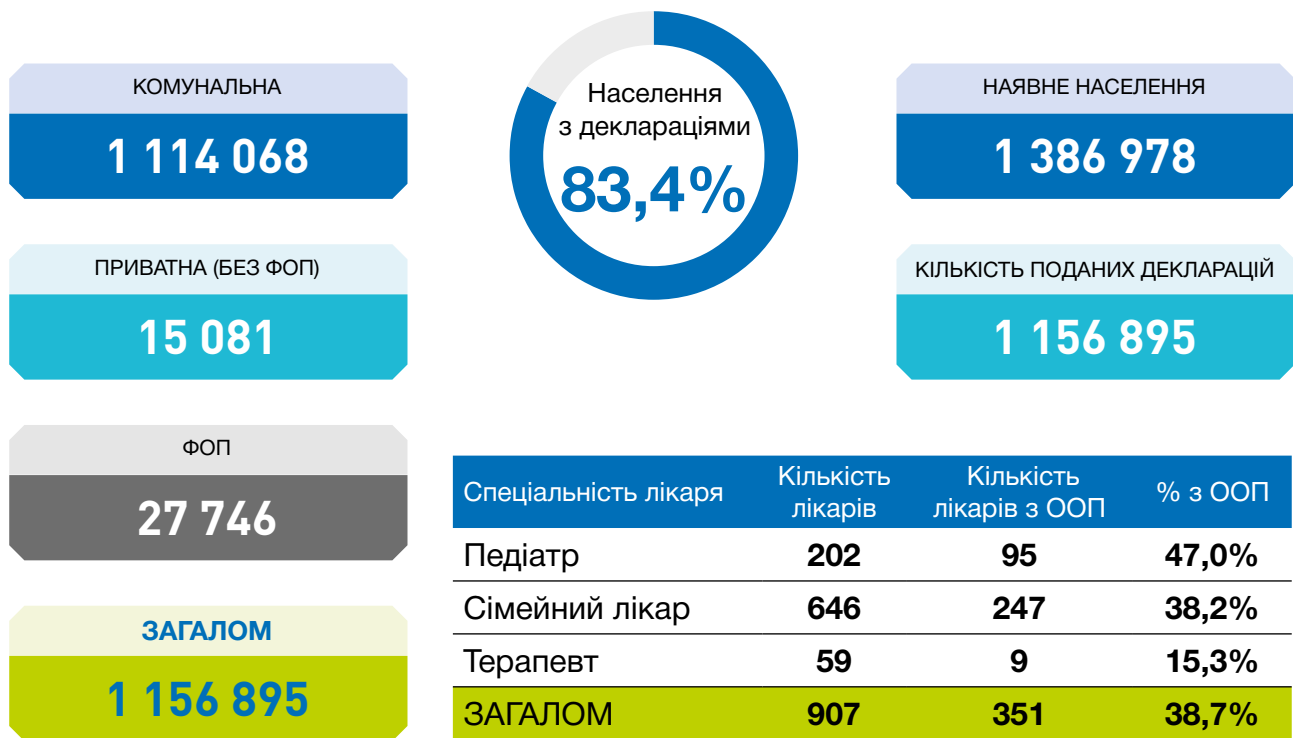 КОМУНАЛЬНА
1 114 068
ПРИВАТНА (БЕЗ ФОП)
15 081
ФОП
27 746
ЗАГАЛОМ
1 156 895
Населення
з деклараціями
83,4%
НАЯВНЕ НАСЕЛЕННЯ
1 386 978
КІЛЬКІСТЬ ПОДАНИХ ДЕКЛАРАЦІЙ
1 156 895
Спеціальність лікаря Кількість лікарів Кількість лікарів з ООП % з ООП
Педіатр 202 95 47,0%
Сімейний лікар 646 247 38,2%
Терапевт 59 9 15,3%
ЗАГАЛОМ 907 351 38,7%